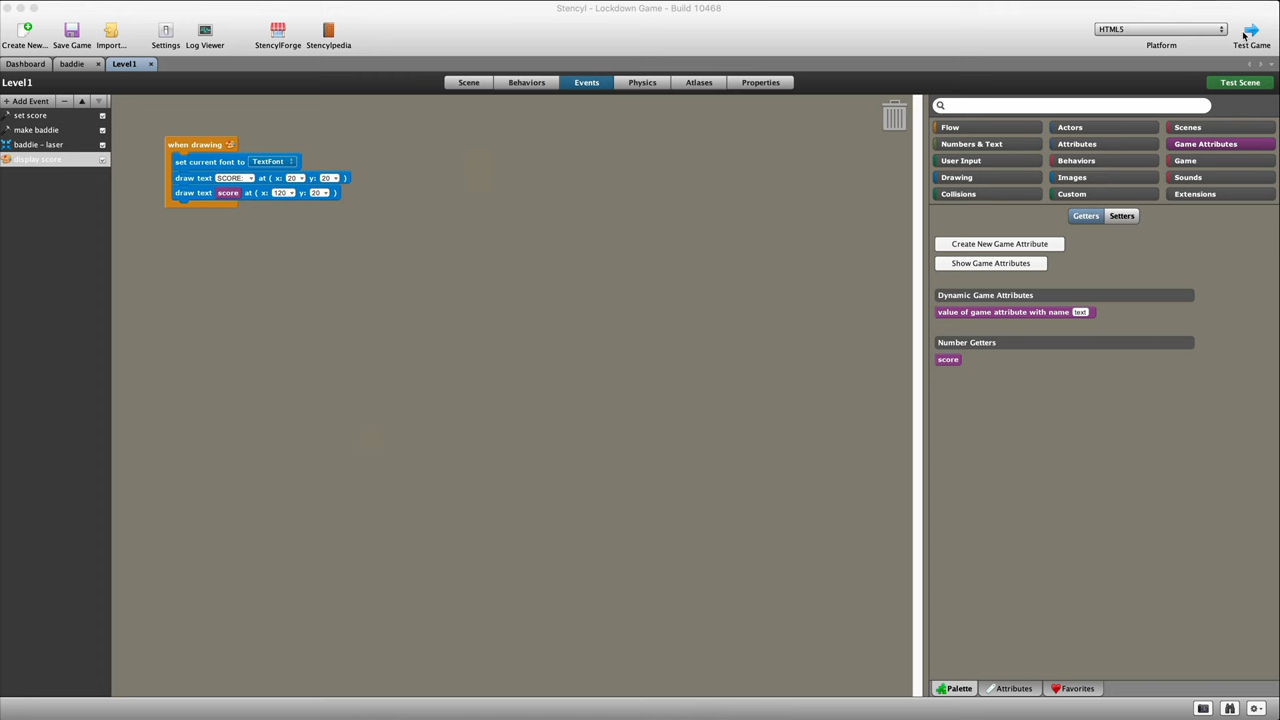 Stencyl - Lockdown Game - Build 10468
Create New... Save Game Import... Settings Log Viewer StencylForge Stencylpedia HTML5 Platform Test Game
Dashboard baddie × Level1 ×
Level1 Scene Behaviors Events Physics Atlases Properties Test Scene
+ Add Event
set score
make baddie
baddie - laser
display score
when drawing
set current font to TextFont
draw text SCORE: at ( x: 20 y: 20 )
draw text score at ( x: 120 y: 20 )
Flow Actors Scenes
Numbers & Text Attributes Game Attributes
User Input Behaviors Game
Drawing Images Sounds
Collisions Custom Extensions
Getters Setters
Create New Game Attribute
Show Game Attributes
Dynamic Game Attributes
value of game attribute with name text
Number Getters
score
Palette Attributes Favorites